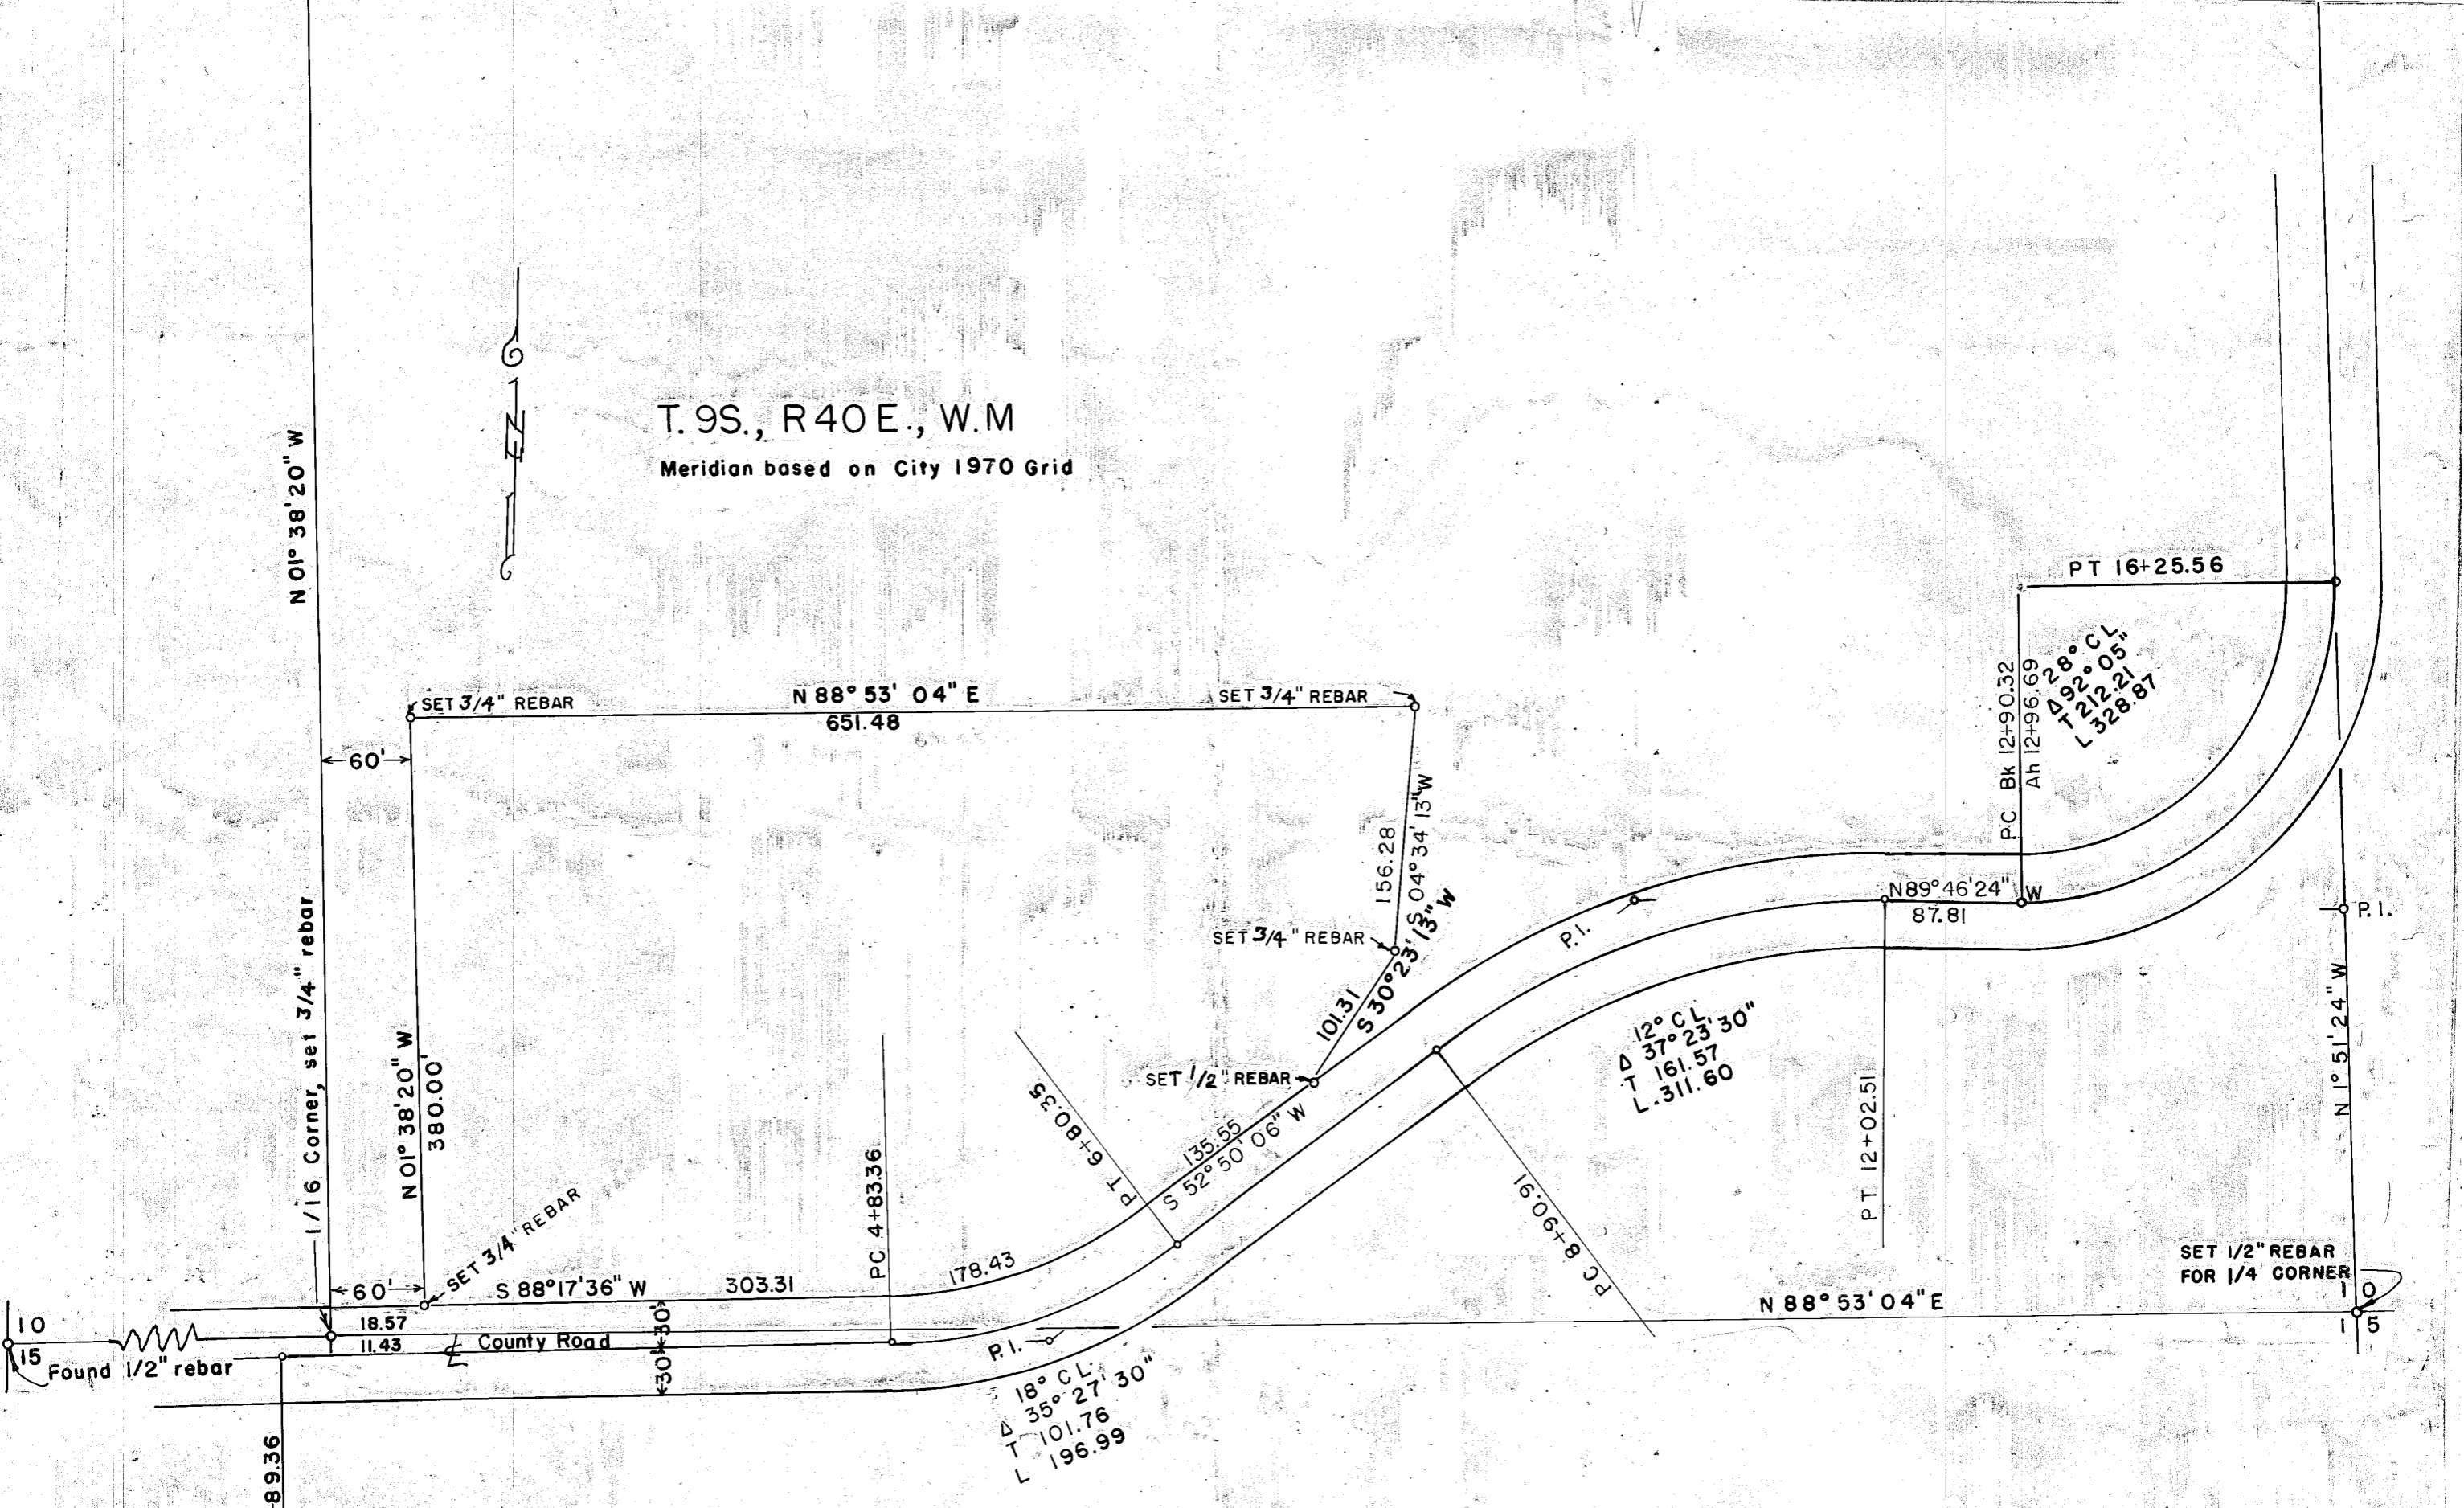 T. 9S., R 40 E., W.M
Meridian based on City 1970 Grid
N
N 01° 38' 20" W
1/16 Corner, set 3/4" rebar
SET 3/4" REBAR
N 88° 53' 04" E
651.48
SET 3/4" REBAR
60'
N 01° 38' 20" W
380.00'
156.28
S 04° 34' 13" W
SET 3/4" REBAR
101.31
S 30° 23' 13" W
SET 1/2" REBAR
135.55
S 52° 50' 06" W
PT 6+80.35
PC 4+83.36
178.43
SET 3/4" REBAR
60'
S 88° 17' 36" W
303.31
18.57
11.43
℄ County Road
30'
30'
10
15
Found 1/2" rebar
89.36
P.I.
18° C L.
Δ 35° 27' 30"
T 101.76
L 196.99
P.C 8+90.91
P.I.
12° C L
Δ 37° 23' 30"
T 161.57
L 311.60
PT 12+02.51
N 89° 46' 24" W
87.81
P.C Bk 12+90.32
Ah 12+96.69
28° C L
Δ 92° 05'
T 212.21
L 328.87
PT 16+25.56
P.I.
N 1° 51' 24" W
N 88° 53' 04" E
SET 1/2" REBAR
FOR 1/4 CORNER
1 0
1 5